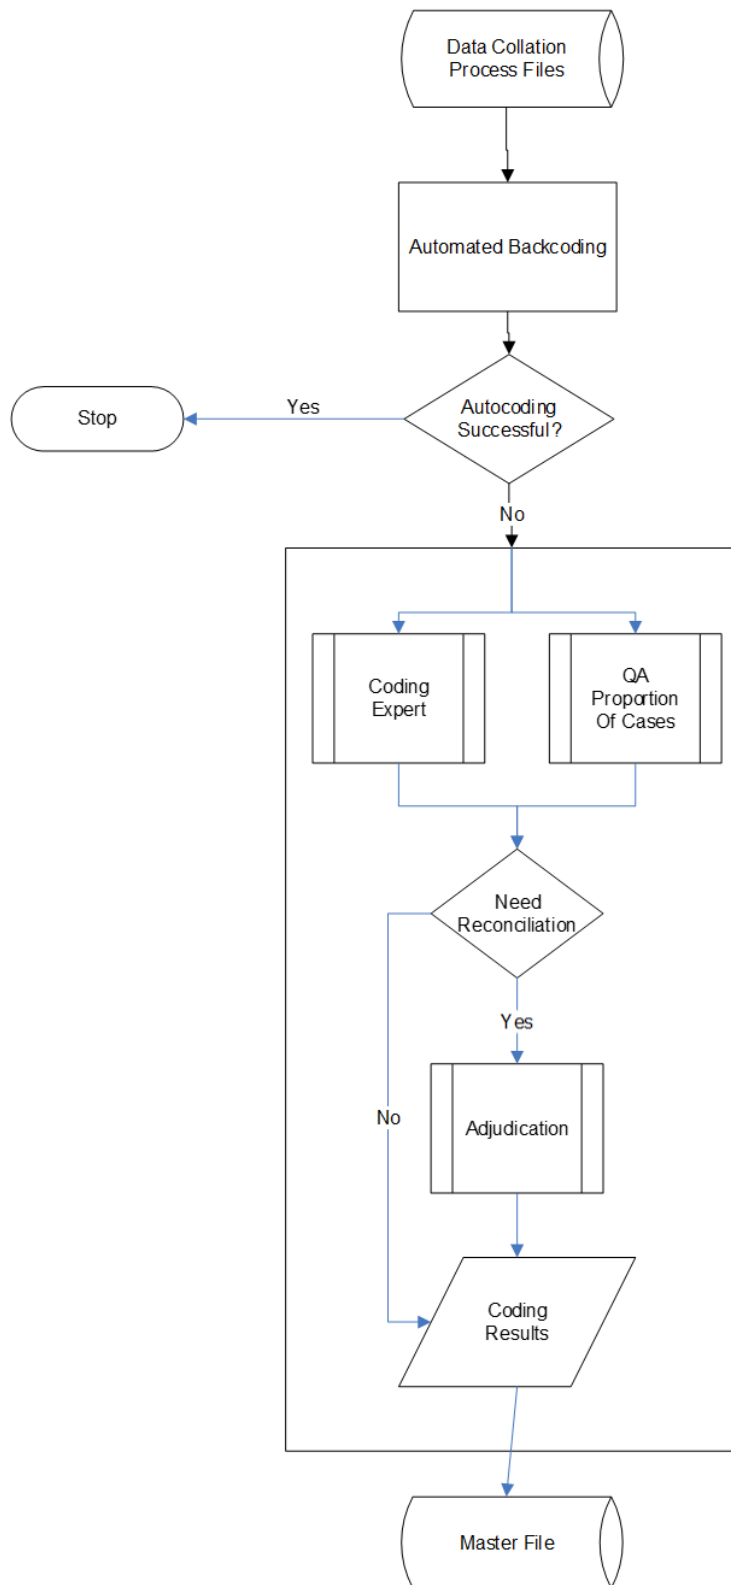 Data Collation
Process Files
Automated Backcoding
Autocoding
Successful?
Yes
Stop
No
Coding
Expert
QA
Proportion
Of Cases
Need
Reconciliation
Yes
No
Adjudication
Coding
Results
Master File